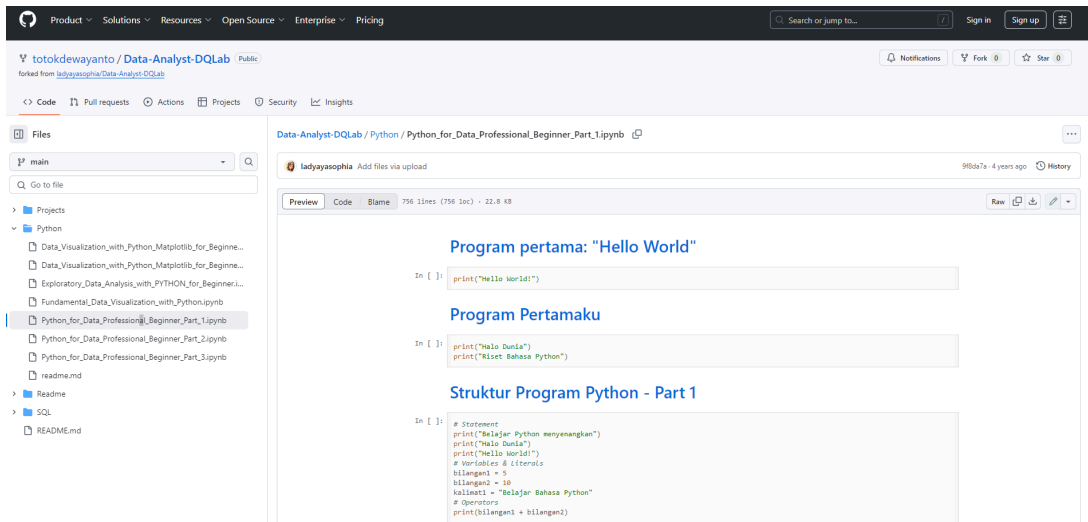 Product Solutions Resources Open Source Enterprise Pricing Search or jump to... / Sign in Sign up
totokdewayanto / Data-Analyst-DQLab Public Notifications Fork 0 Star 0
forked from ladyayasophia/Data-Analyst-DQLab
Code Pull requests Actions Projects Security Insights
Files
main
Go to file
Projects
Python
Data_Visualization_with_Python_Matplotlib_for_Beginne...
Data_Visualization_with_Python_Matplotlib_for_Beginne...
Exploratory_Data_Analysis_with_PYTHON_for_Beginner.i...
Fundamental_Data_Visualization_with_Python.ipynb
Python_for_Data_Professional_Beginner_Part_1.ipynb
Python_for_Data_Professional_Beginner_Part_2.ipynb
Python_for_Data_Professional_Beginner_Part_3.ipynb
readme.md
Readme
SQL
README.md
Data-Analyst-DQLab / Python / Python_for_Data_Professional_Beginner_Part_1.ipynb
ladyayasophia Add files via upload 9f8da7a · 4 years ago History
Preview Code Blame 756 lines (756 loc) · 22.8 KB Raw
Program pertama: "Hello World"
In [ ]: print("Hello World!")
Program Pertamaku
In [ ]: print("Halo Dunia")
print("Riset Bahasa Python")
Struktur Program Python - Part 1
In [ ]: # Statement
print("Belajar Python menyenangkan")
print("Halo Dunia")
print("Hello World!")
# Variables & Literals
bilangan1 = 5
bilangan2 = 10
kalimat1 = "Belajar Bahasa Python"
# Operators
print(bilangan1 + bilangan2)